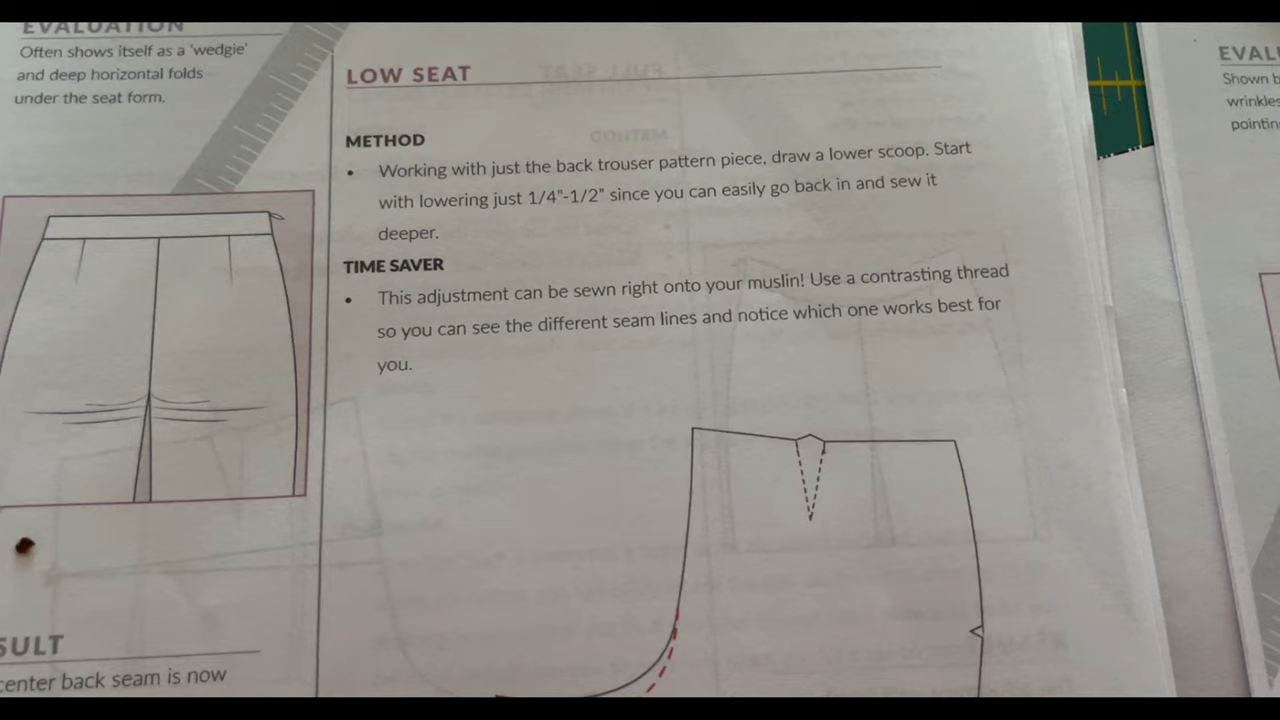 EVALUATION
Often shows itself as a 'wedgie'
and deep horizontal folds
under the seat form.
LOW SEAT
METHOD
• Working with just the back trouser pattern piece, draw a lower scoop. Start
with lowering just 1/4"-1/2" since you can easily go back in and sew it
deeper.
TIME SAVER
• This adjustment can be sewn right onto your muslin! Use a contrasting thread
so you can see the different seam lines and notice which one works best for
you.
SULT
center back seam is now
EVAL
Shown b
wrinkles
pointin